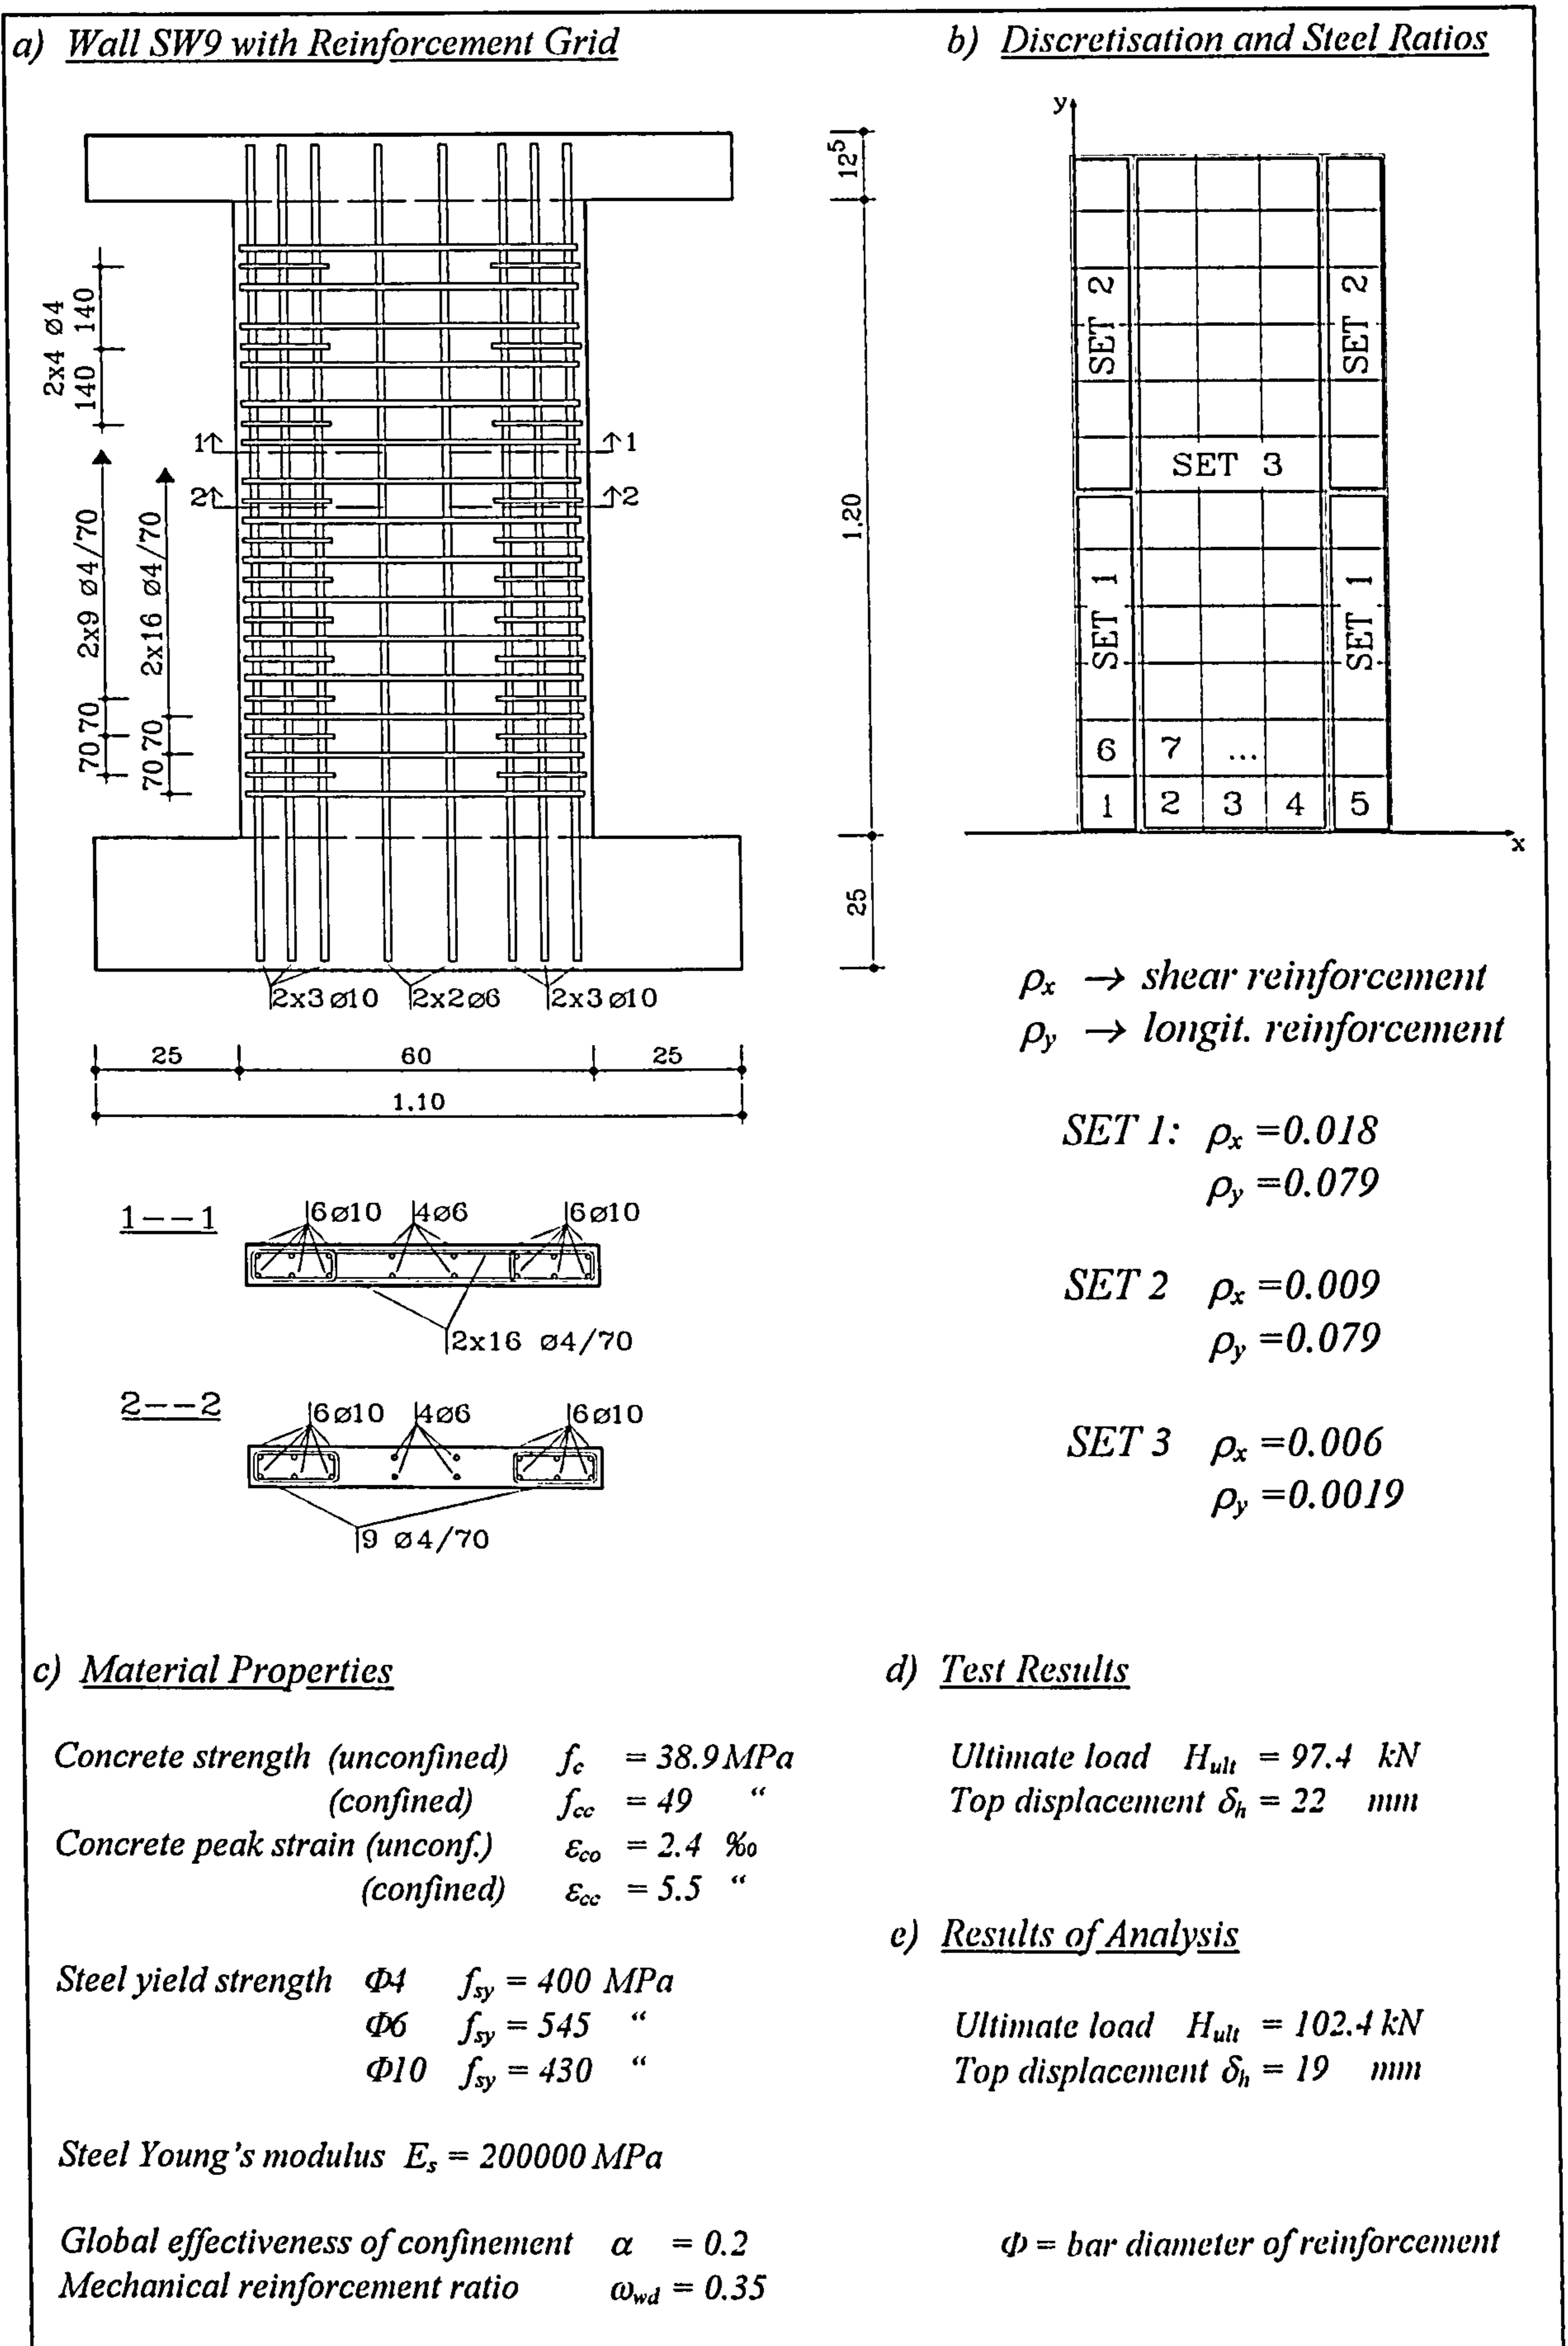 a) Wall SW9 with Reinforcement Grid
2x4 ø4
140 140
2x9 ø4/70
2x16 ø4/70
70 70
70 70
1 1
2 2
12⁵
1.20
25
2x3ø10 2x2ø6 2x3ø10
25 60 25
1.10
1--1
6ø10 4ø6 6ø10
2x16 ø4/70
2--2
6ø10 4ø6 6ø10
9 ø4/70
b) Discretisation and Steel Ratios
y
SET 2 SET 2
SET 3
SET 1 SET 1
6 7 ...
1 2 3 4 5
x
ρx → shear reinforcement
ρy → longit. reinforcement
SET 1: ρx =0.018
ρy =0.079
SET 2 ρx =0.009
ρy =0.079
SET 3 ρx =0.006
ρy =0.0019
c) Material Properties
Concrete strength (unconfined) fc = 38.9MPa
(confined) fcc = 49 “
Concrete peak strain (unconf.) εco = 2.4 ‰
(confined) εcc = 5.5 “
Steel yield strength Φ4 fsy = 400 MPa
Φ6 fsy = 545 “
Φ10 fsy = 430 “
Steel Young's modulus Es = 200000 MPa
Global effectiveness of confinement α = 0.2
Mechanical reinforcement ratio ωwd = 0.35
d) Test Results
Ultimate load Hult = 97.4 kN
Top displacement δh = 22 mm
e) Results of Analysis
Ultimate load Hult = 102.4 kN
Top displacement δh = 19 mm
Φ = bar diameter of reinforcement